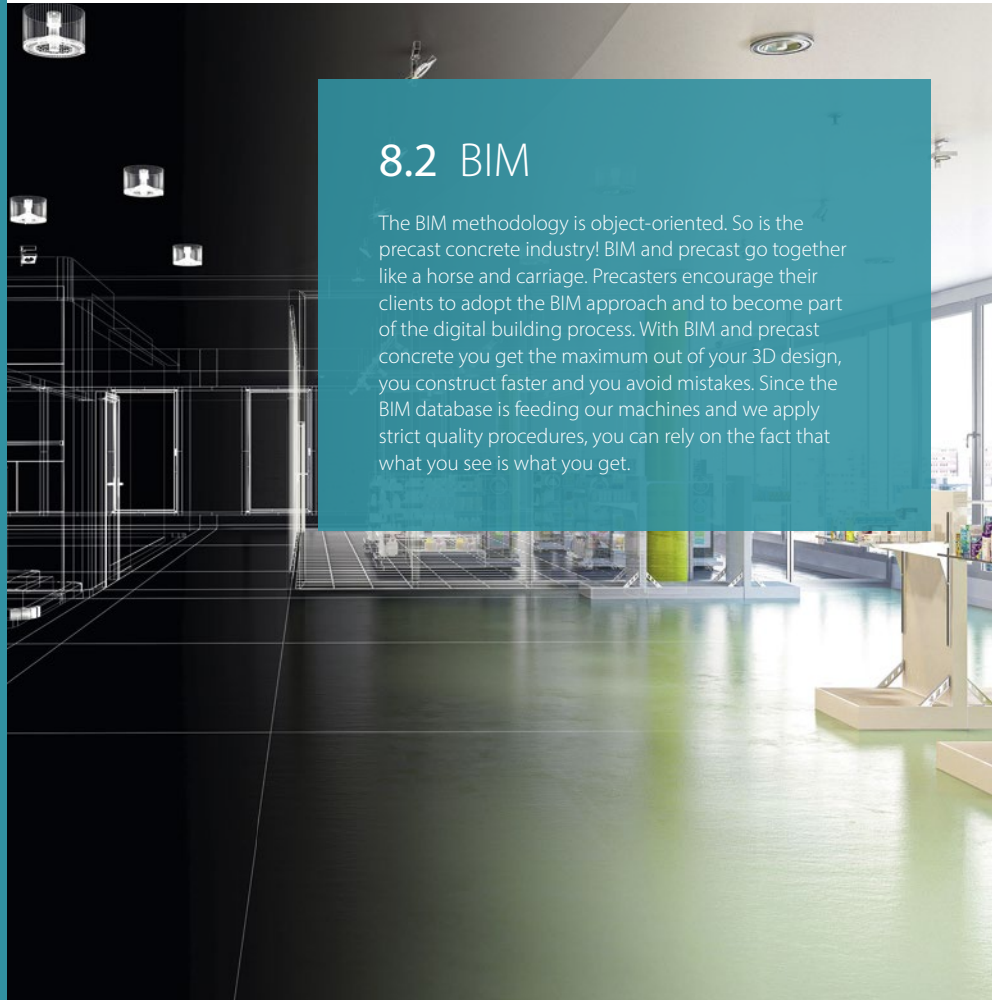 8.2 BIM
The BIM methodology is object-oriented. So is the
precast concrete industry! BIM and precast go together
like a horse and carriage. Precasters encourage their
clients to adopt the BIM approach and to become part
of the digital building process. With BIM and precast
concrete you get the maximum out of your 3D design,
you construct faster and you avoid mistakes. Since the
BIM database is feeding our machines and we apply
strict quality procedures, you can rely on the fact that
what you see is what you get.